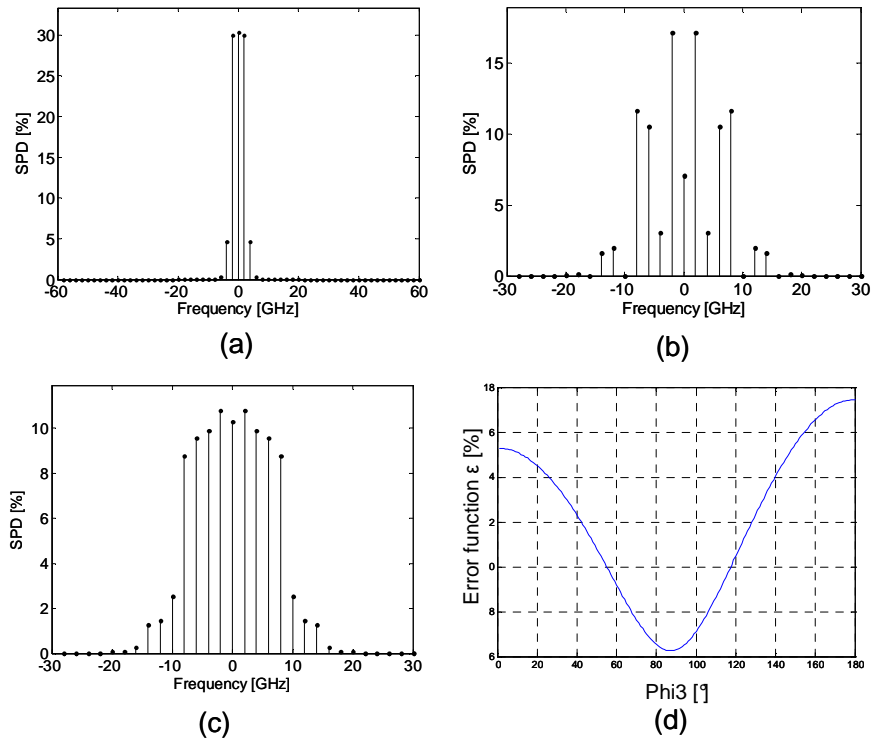 30
25
20
15
10
5
0
SPD [%]
-60 -40 -20 0 20 40 60
Frequency [GHz]
(a)
15
10
5
0
SPD [%]
-30 -20 -10 0 10 20 30
Frequency [GHz]
(b)
10
8
6
4
2
0
SPD [%]
-30 -20 -10 0 10 20 30
Frequency [GHz]
(c)
18
6
4
2
0
8
6
Error function ε [%]
0 20 40 60 80 100 120 140 160 180
Phi3 [°]
(d)